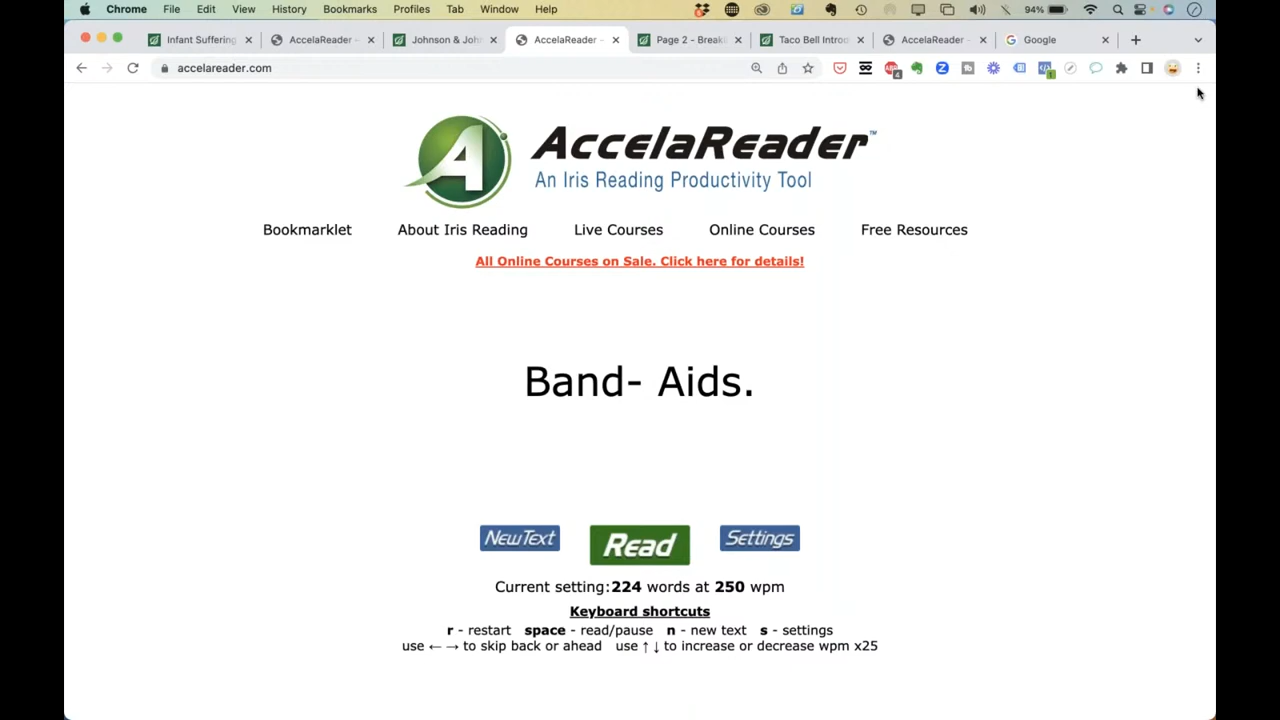 Chrome File Edit View History Bookmarks Profiles Tab Window Help 94%
Infant Suffering AccelaReader - Johnson & John AccelaReader - Page 2 - Break Taco Bell Intro AccelaReader - Google
accelareader.com
AccelaReader™
An Iris Reading Productivity Tool
Bookmarklet About Iris Reading Live Courses Online Courses Free Resources
All Online Courses on Sale. Click here for details!
Band- Aids.
New Text Read Settings
Current setting:224 words at 250 wpm
Keyboard shortcuts
r - restart space - read/pause n - new text s - settings
use ← → to skip back or ahead use ↑ ↓ to increase or decrease wpm x25